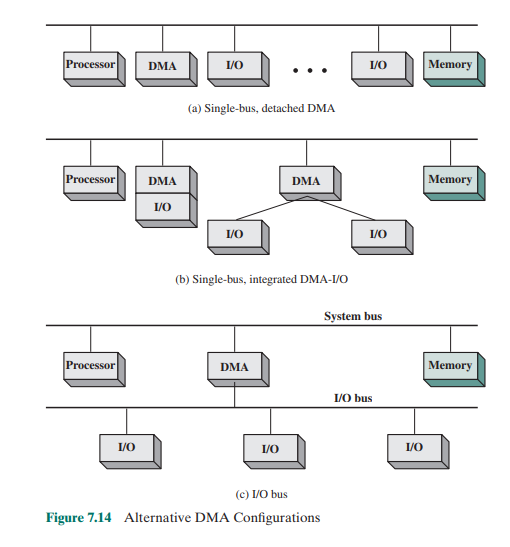 Processor DMA I/O • • • I/O Memory
(a) Single-bus, detached DMA
Processor DMA DMA Memory
I/O
I/O I/O
(b) Single-bus, integrated DMA-I/O
System bus
Processor DMA Memory
I/O bus
I/O I/O I/O
(c) I/O bus
Figure 7.14 Alternative DMA Configurations